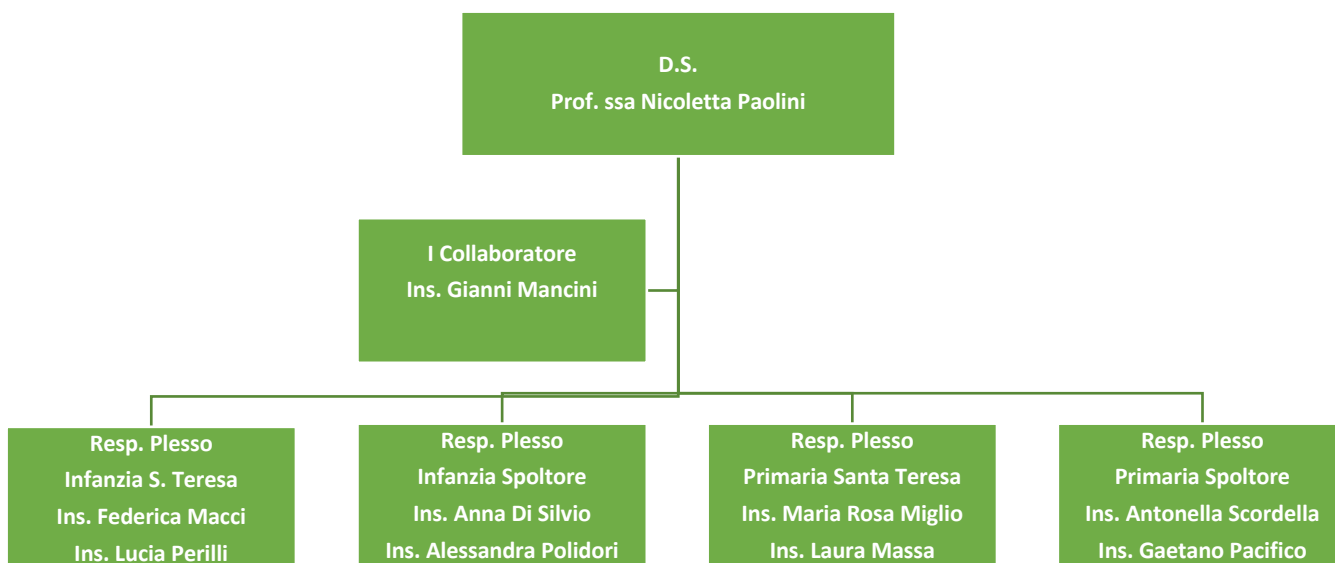 D.S.
Prof. ssa Nicoletta Paolini
I Collaboratore
Ins. Gianni Mancini
Resp. Plesso
Infanzia S. Teresa
Ins. Federica Macci
Ins. Lucia Perilli
Resp. Plesso
Infanzia Spoltore
Ins. Anna Di Silvio
Ins. Alessandra Polidori
Resp. Plesso
Primaria Santa Teresa
Ins. Maria Rosa Miglio
Ins. Laura Massa
Resp. Plesso
Primaria Spoltore
Ins. Antonella Scordella
Ins. Gaetano Pacifico